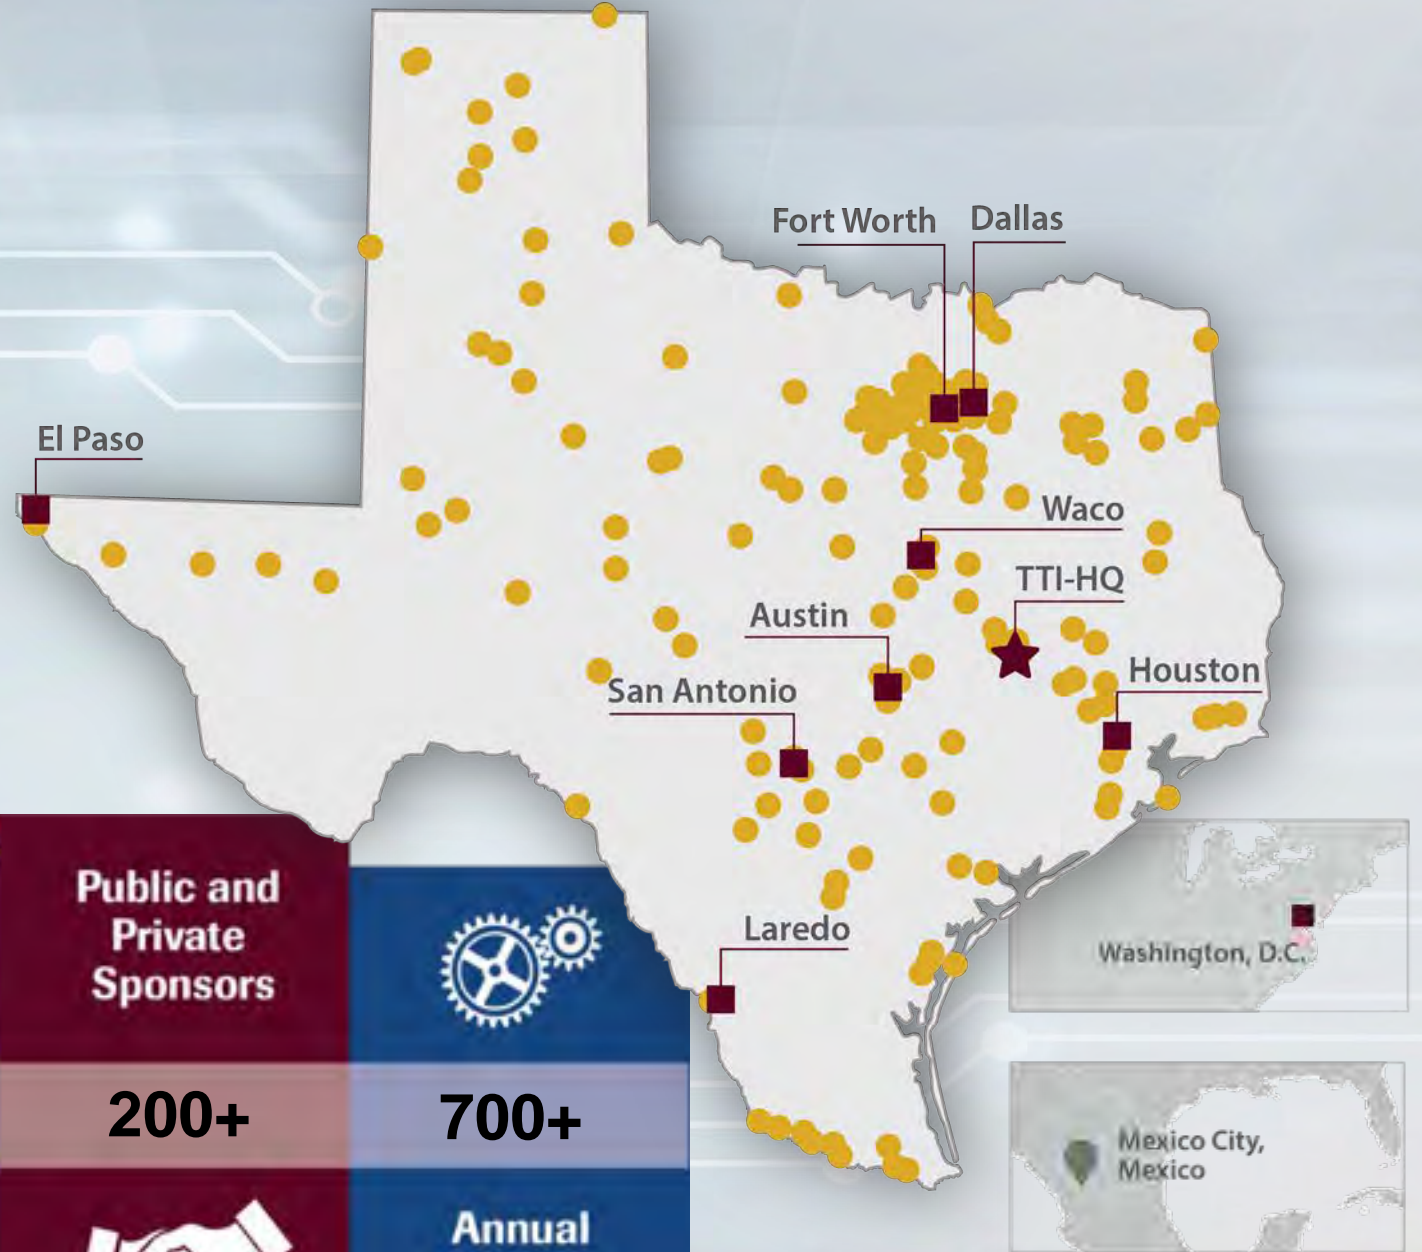 Fort Worth
Dallas
El Paso
Waco
TTI-HQ
Austin
Houston
San Antonio
Laredo
Public and
Private
Sponsors
200+
700+
Annual
Washington, D.C.
Mexico City,
Mexico